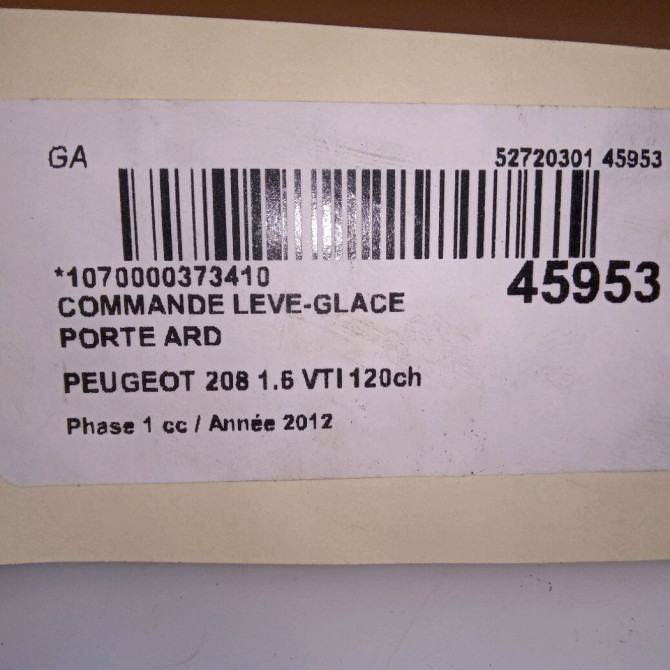 GA
52720301 45953
*1070000373410
45953
COMMANDE LEVE-GLACE
PORTE ARD
PEUGEOT 208 1.6 VTI 120ch
Phase 1 cc / Année 2012